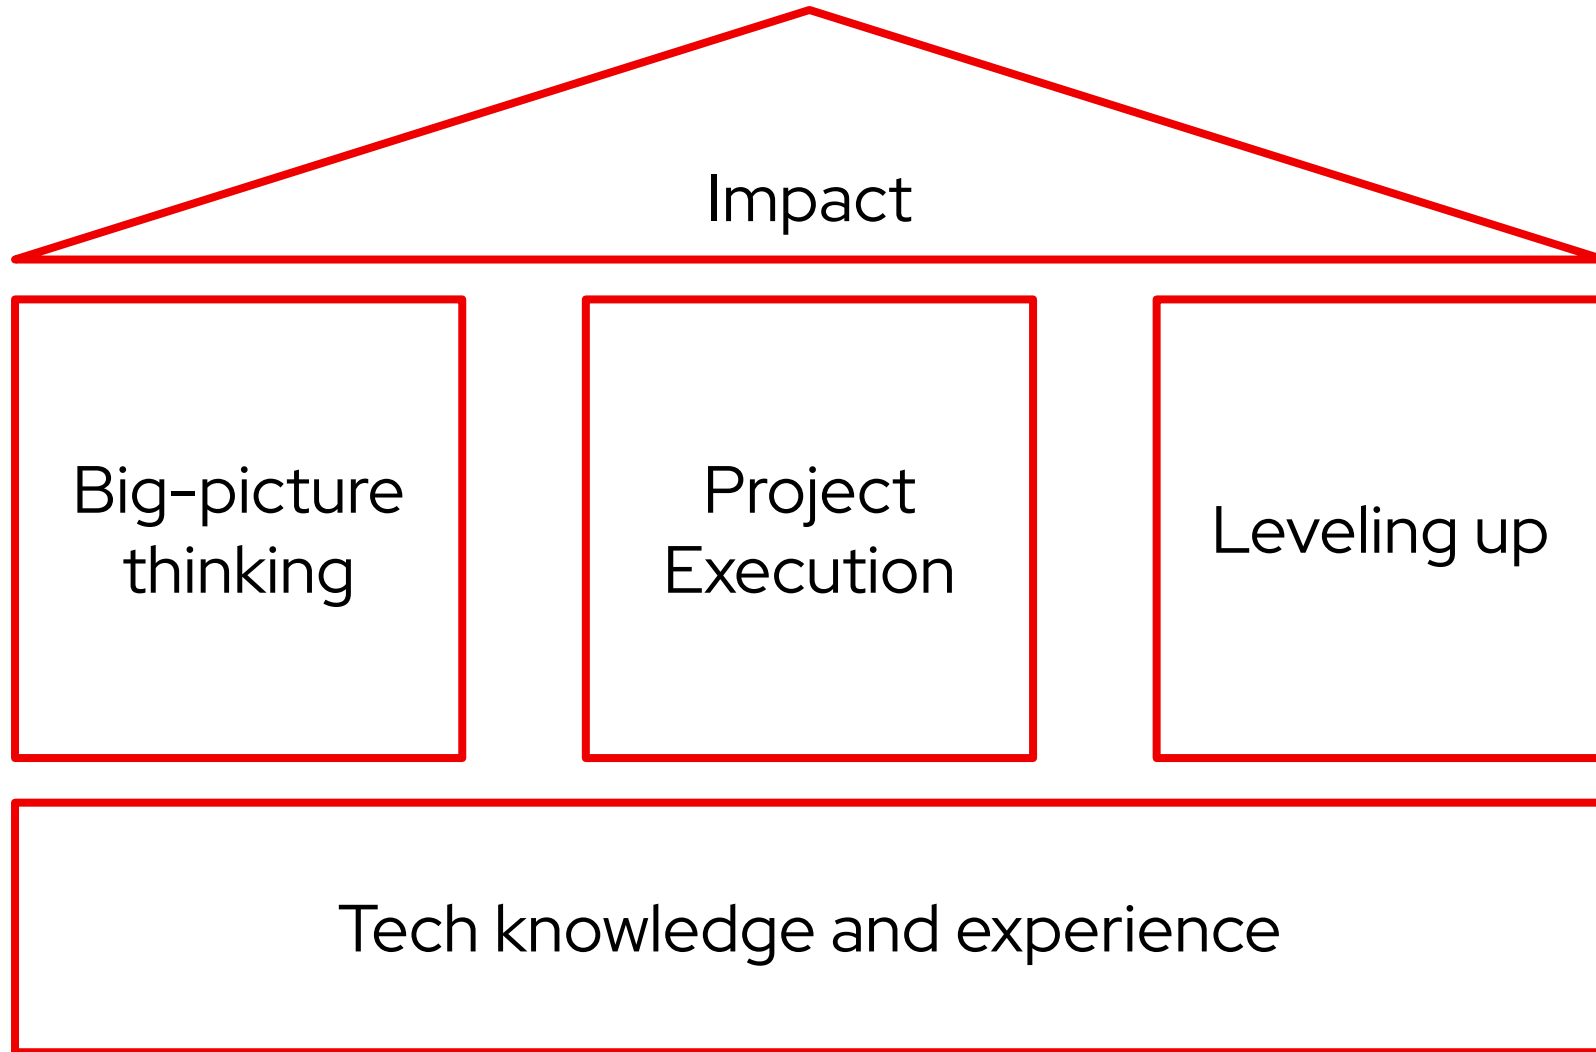 Impact
Big-picture
thinking
Project
Execution
Leveling up
Tech knowledge and experience